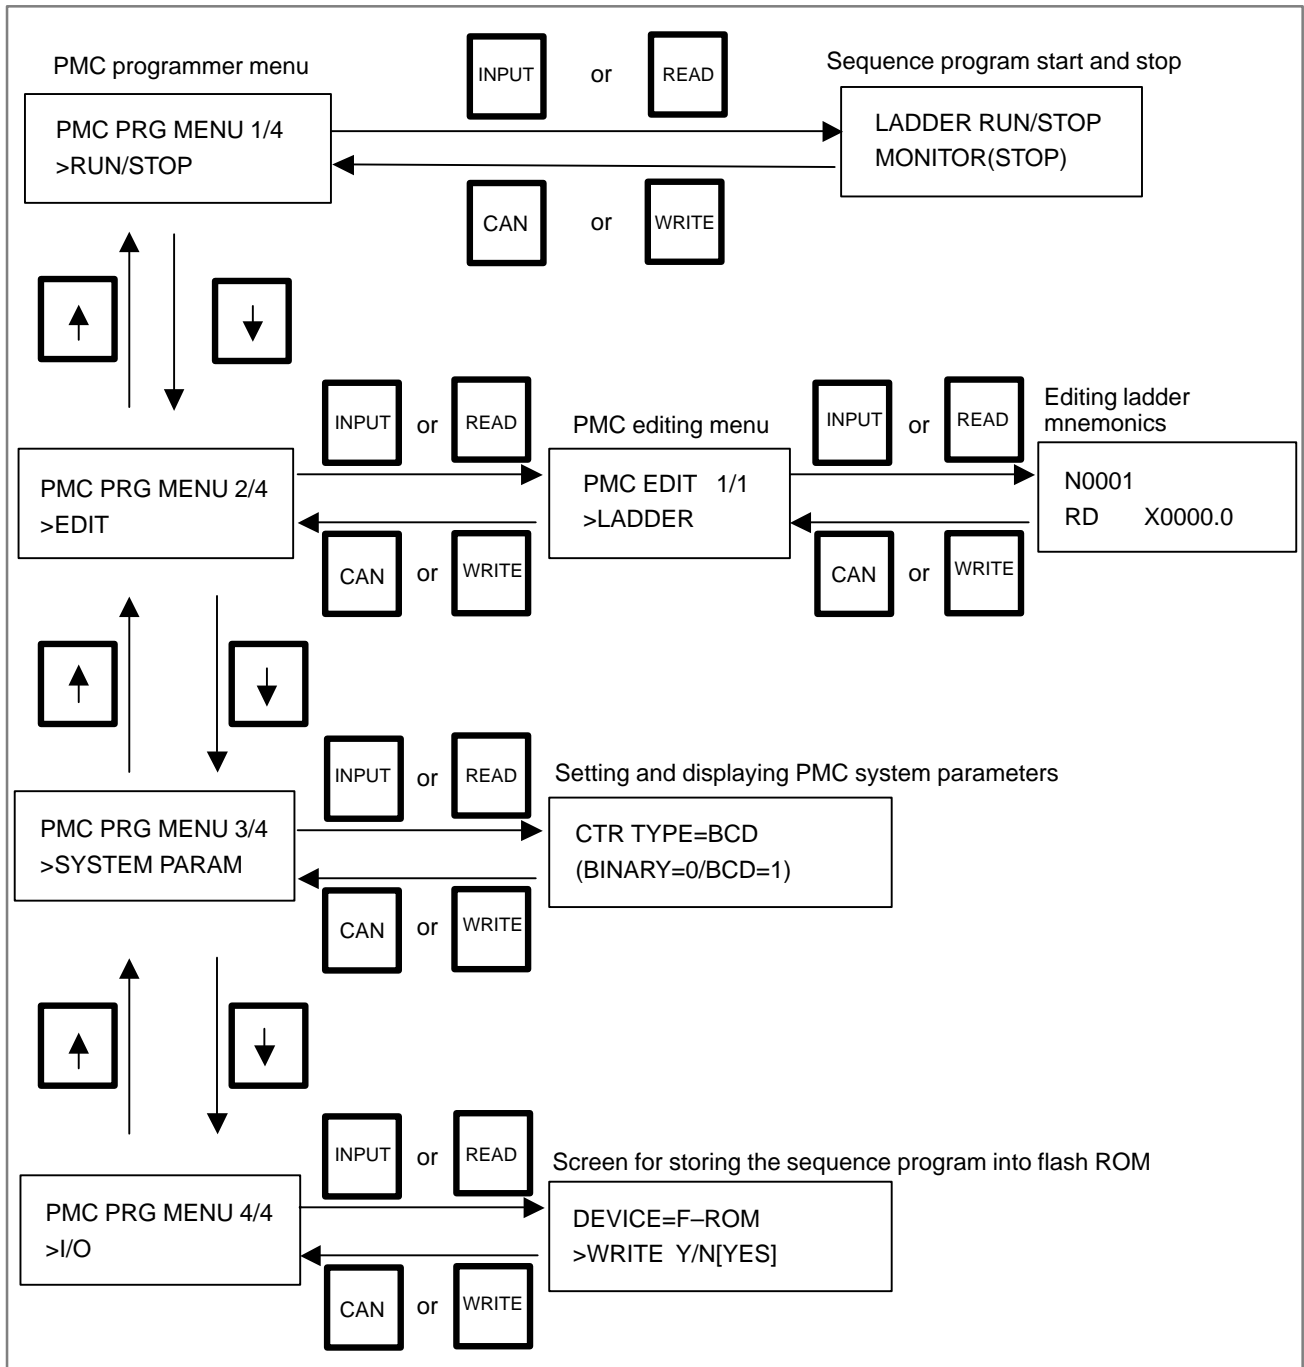 PMC programmer menu
INPUT or READ
Sequence program start and stop
PMC PRG MENU 1/4
>RUN/STOP
LADDER RUN/STOP
MONITOR(STOP)
CAN or WRITE
↑ ↓
INPUT or READ
PMC editing menu
INPUT or READ
Editing ladder
mnemonics
PMC PRG MENU 2/4
>EDIT
PMC EDIT 1/1
>LADDER
N0001
RD X0000.0
CAN or WRITE
CAN or WRITE
↑ ↓
INPUT or READ
Setting and displaying PMC system parameters
PMC PRG MENU 3/4
>SYSTEM PARAM
CTR TYPE=BCD
(BINARY=0/BCD=1)
CAN or WRITE
↑ ↓
INPUT or READ
Screen for storing the sequence program into flash ROM
PMC PRG MENU 4/4
>I/O
DEVICE=F–ROM
>WRITE Y/N[YES]
CAN or WRITE